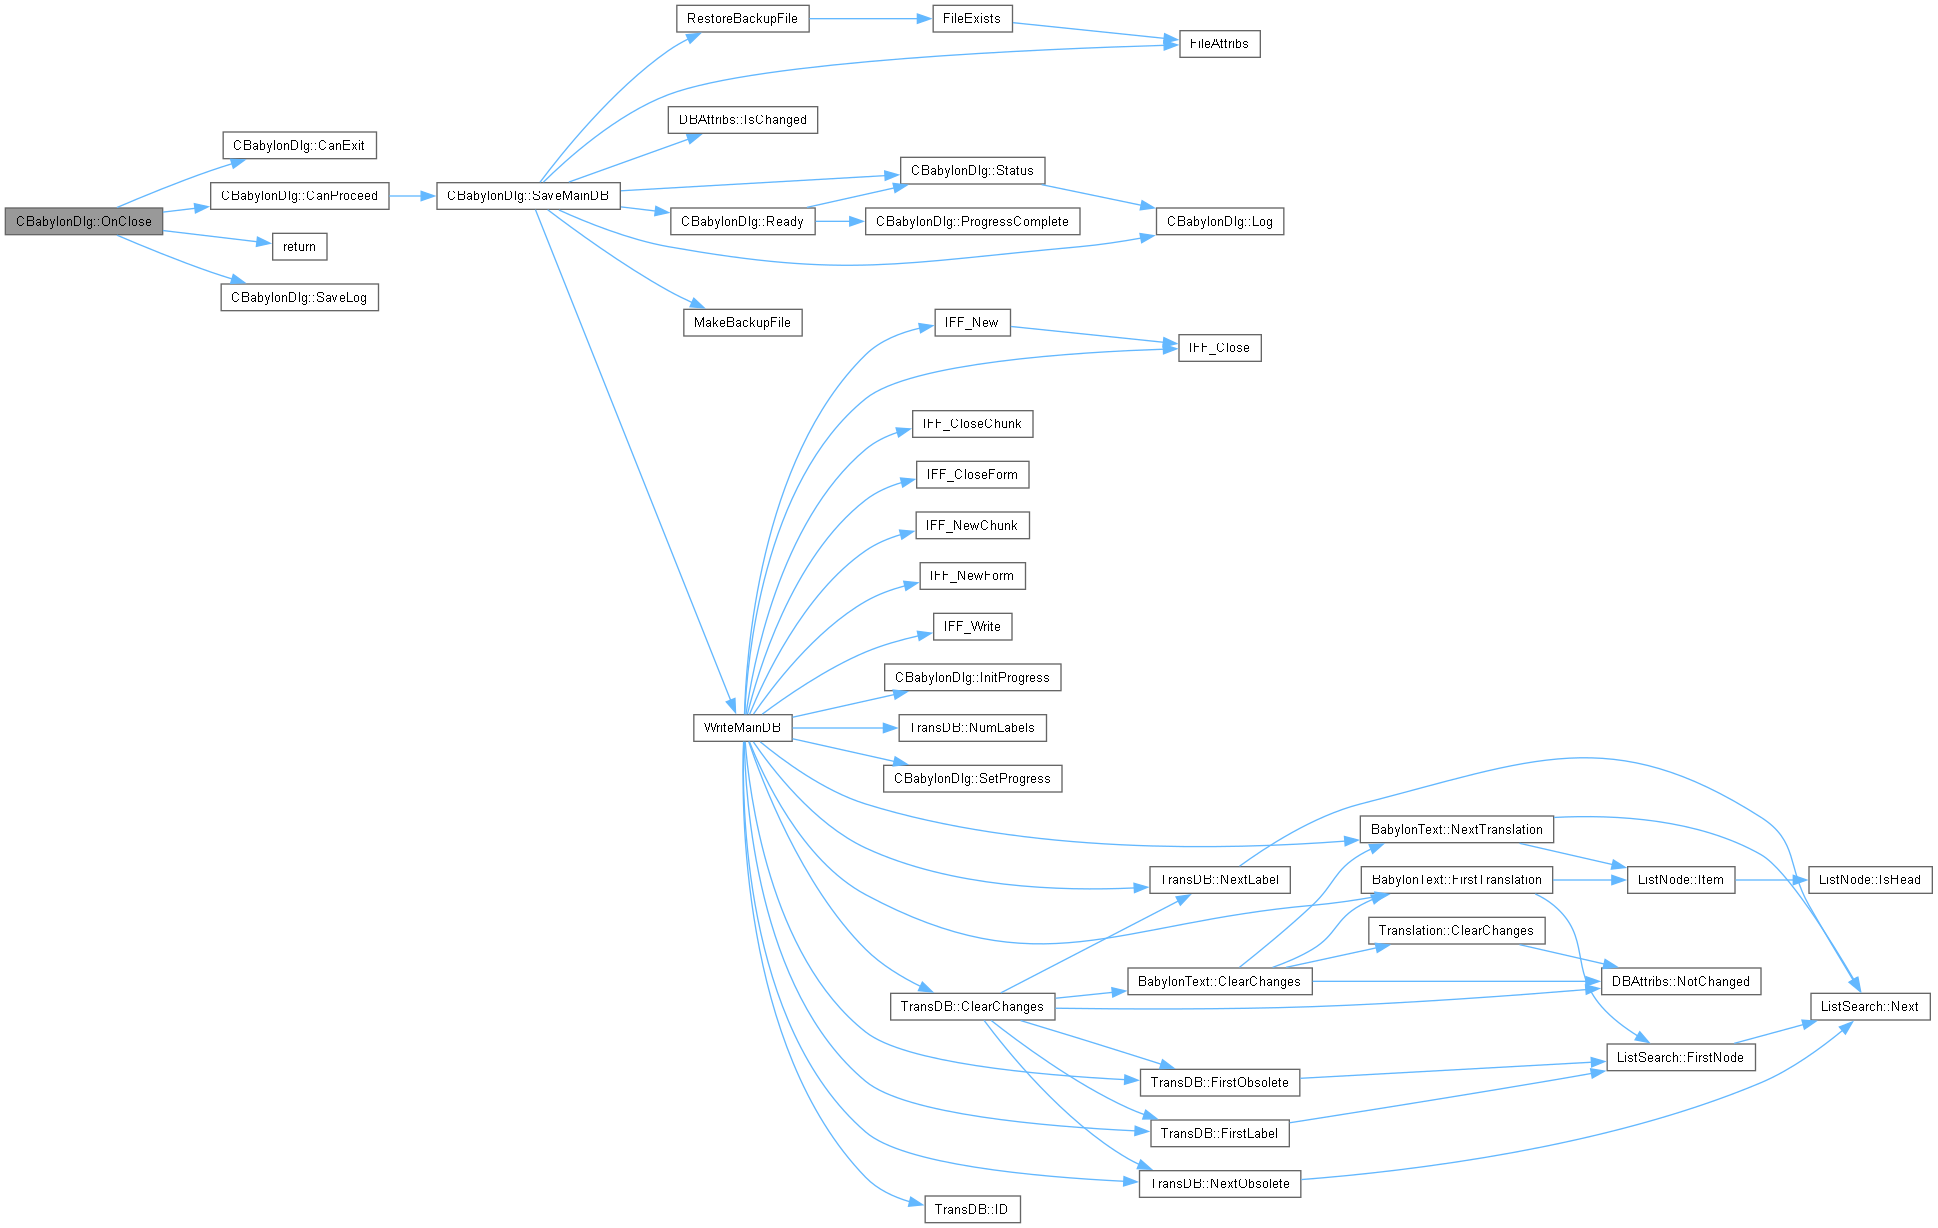 RestoreBackupFile
FileExists
FileAttribs
DBAttribs::IsChanged
CBabylonDlg::CanExit
CBabylonDlg::Status
CBabylonDlg::CanProceed
CBabylonDlg::SaveMainDB
CBabylonDlg::OnClose
CBabylonDlg::Ready
CBabylonDlg::ProgressComplete
CBabylonDlg::Log
return
CBabylonDlg::SaveLog
MakeBackupFile
IFF_New
IFF_Close
IFF_CloseChunk
IFF_CloseForm
IFF_NewChunk
IFF_NewForm
IFF_Write
CBabylonDlg::InitProgress
WriteMainDB
TransDB::NumLabels
CBabylonDlg::SetProgress
BabylonText::NextTranslation
TransDB::NextLabel
BabylonText::FirstTranslation
ListNode::Item
ListNode::IsHead
Translation::ClearChanges
BabylonText::ClearChanges
DBAttribs::NotChanged
TransDB::ClearChanges
ListSearch::Next
ListSearch::FirstNode
TransDB::FirstObsolete
TransDB::FirstLabel
TransDB::NextObsolete
TransDB::ID